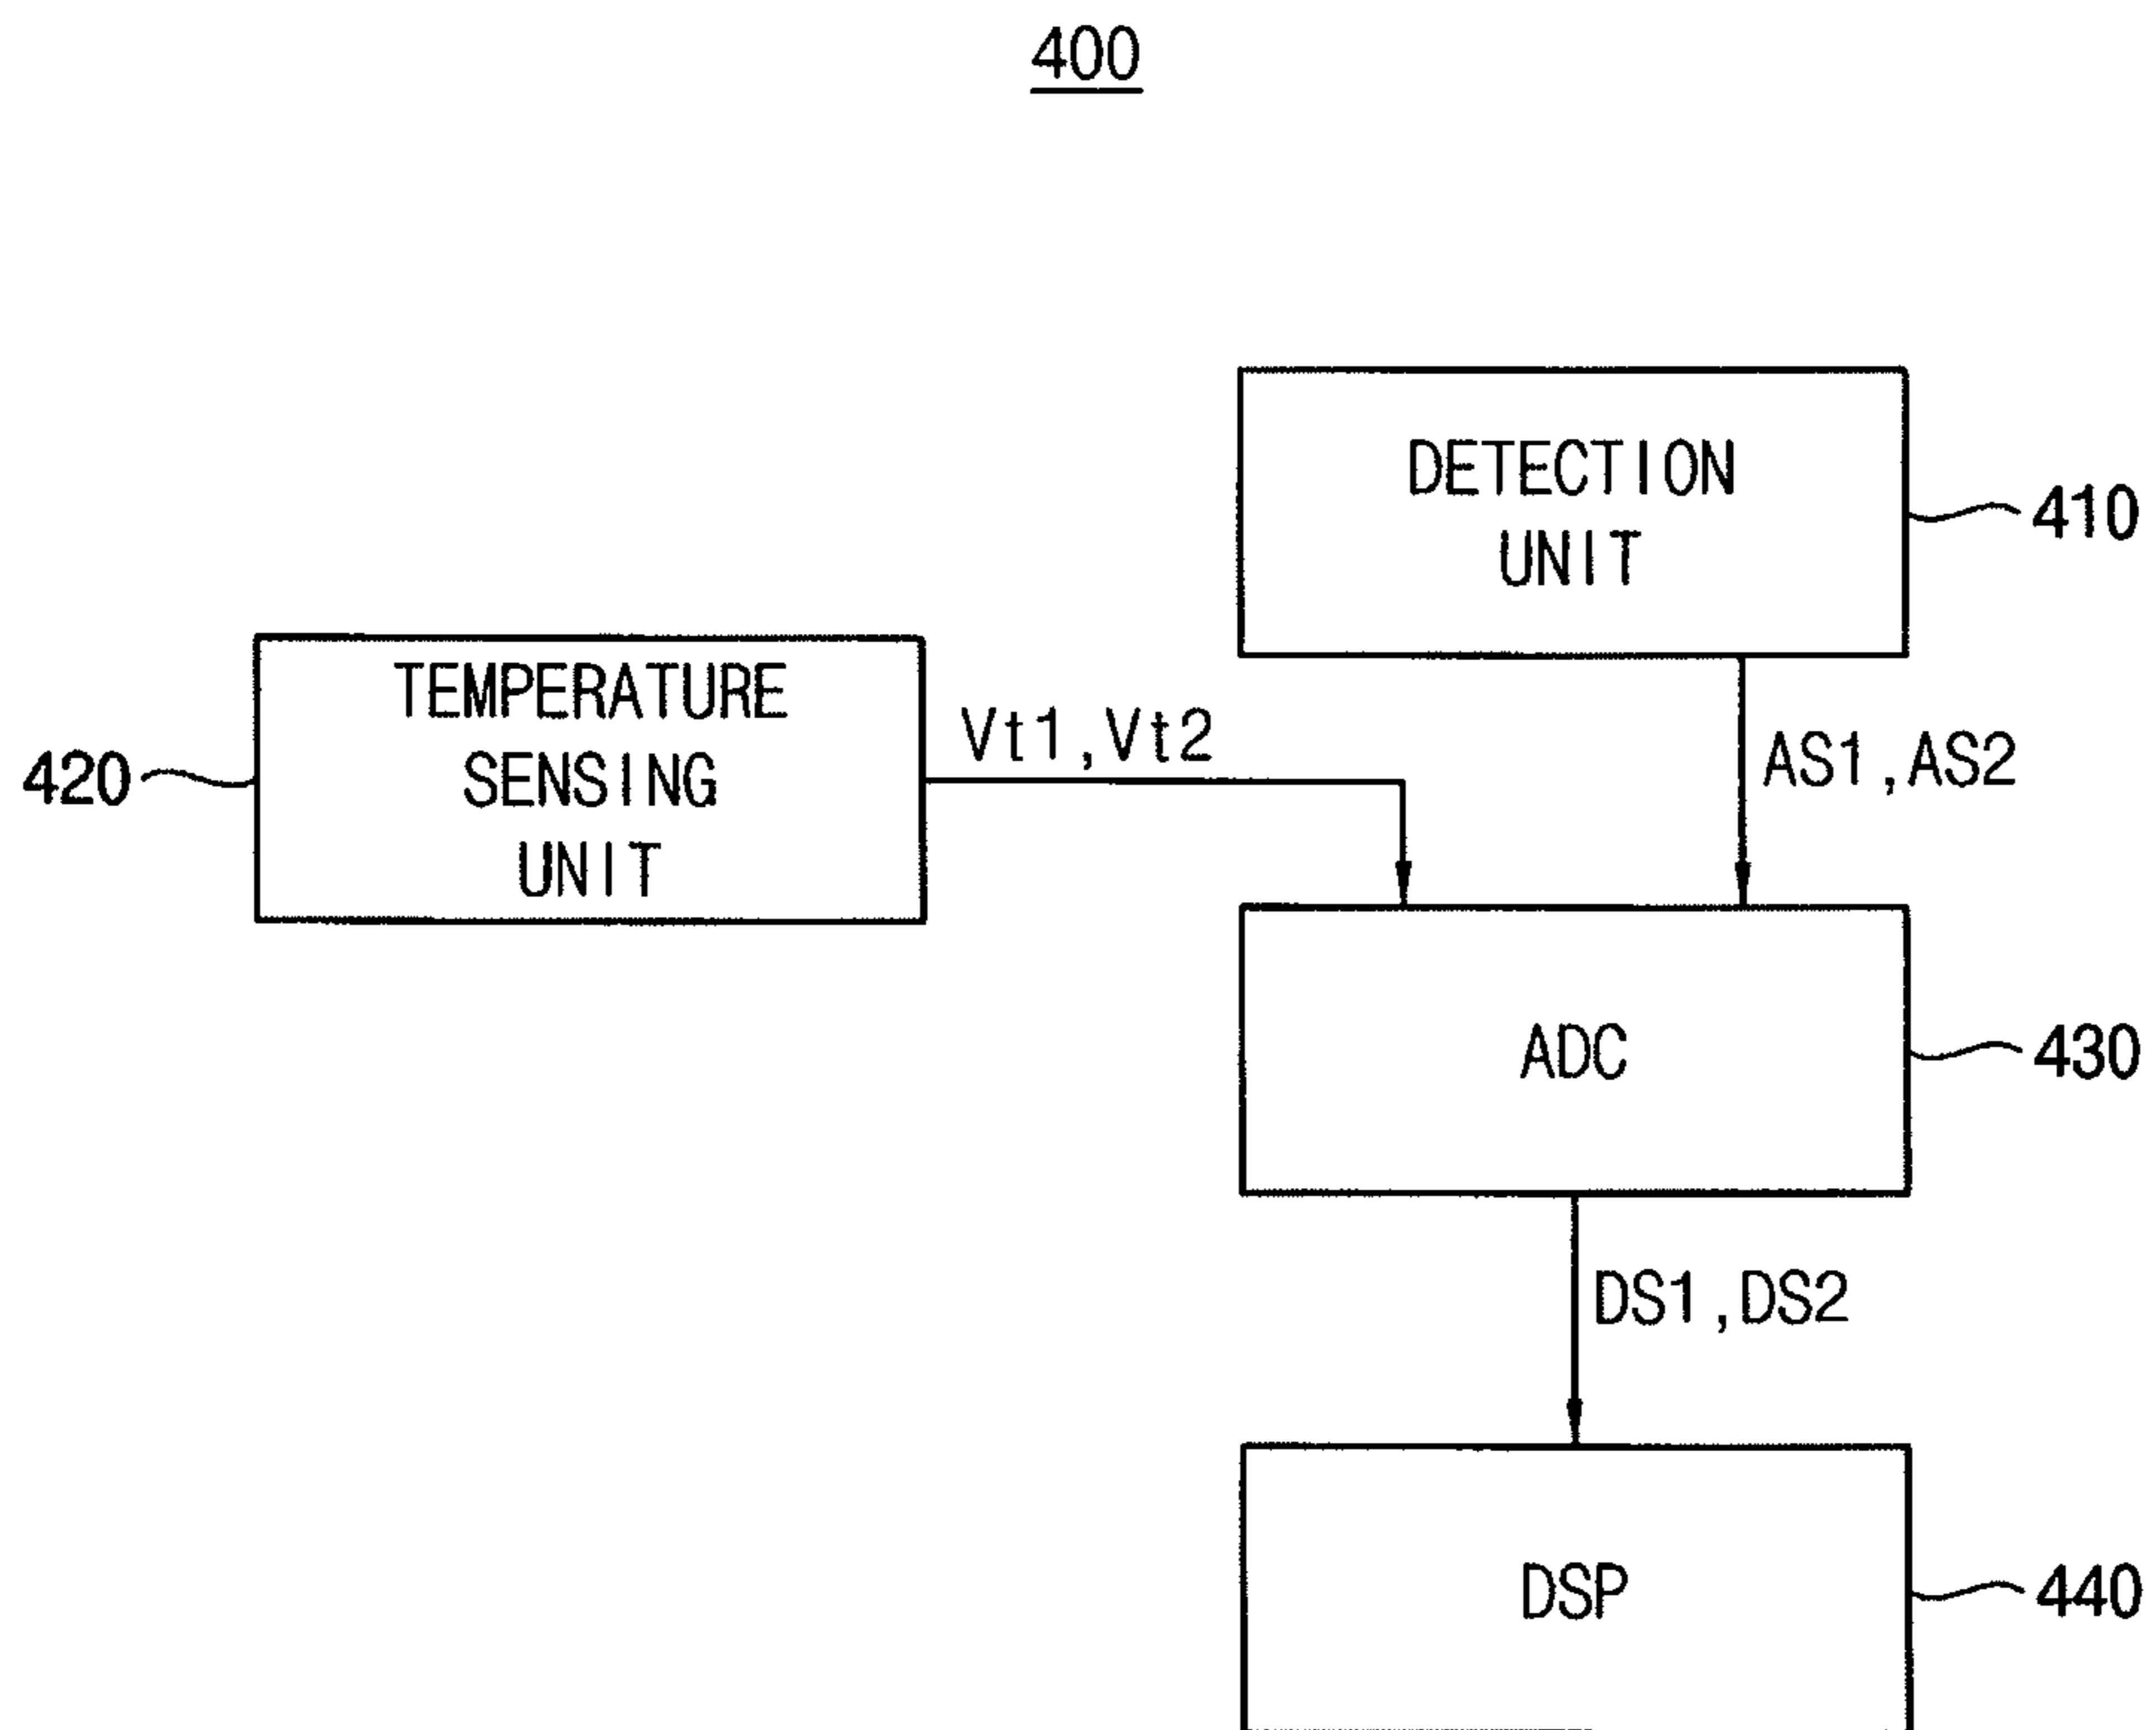 400
DETECTION
UNIT
410
TEMPERATURE
SENSING
UNIT
420
Vt1,Vt2
AS1,AS2
ADC
430
DS1,DS2
DSP
440